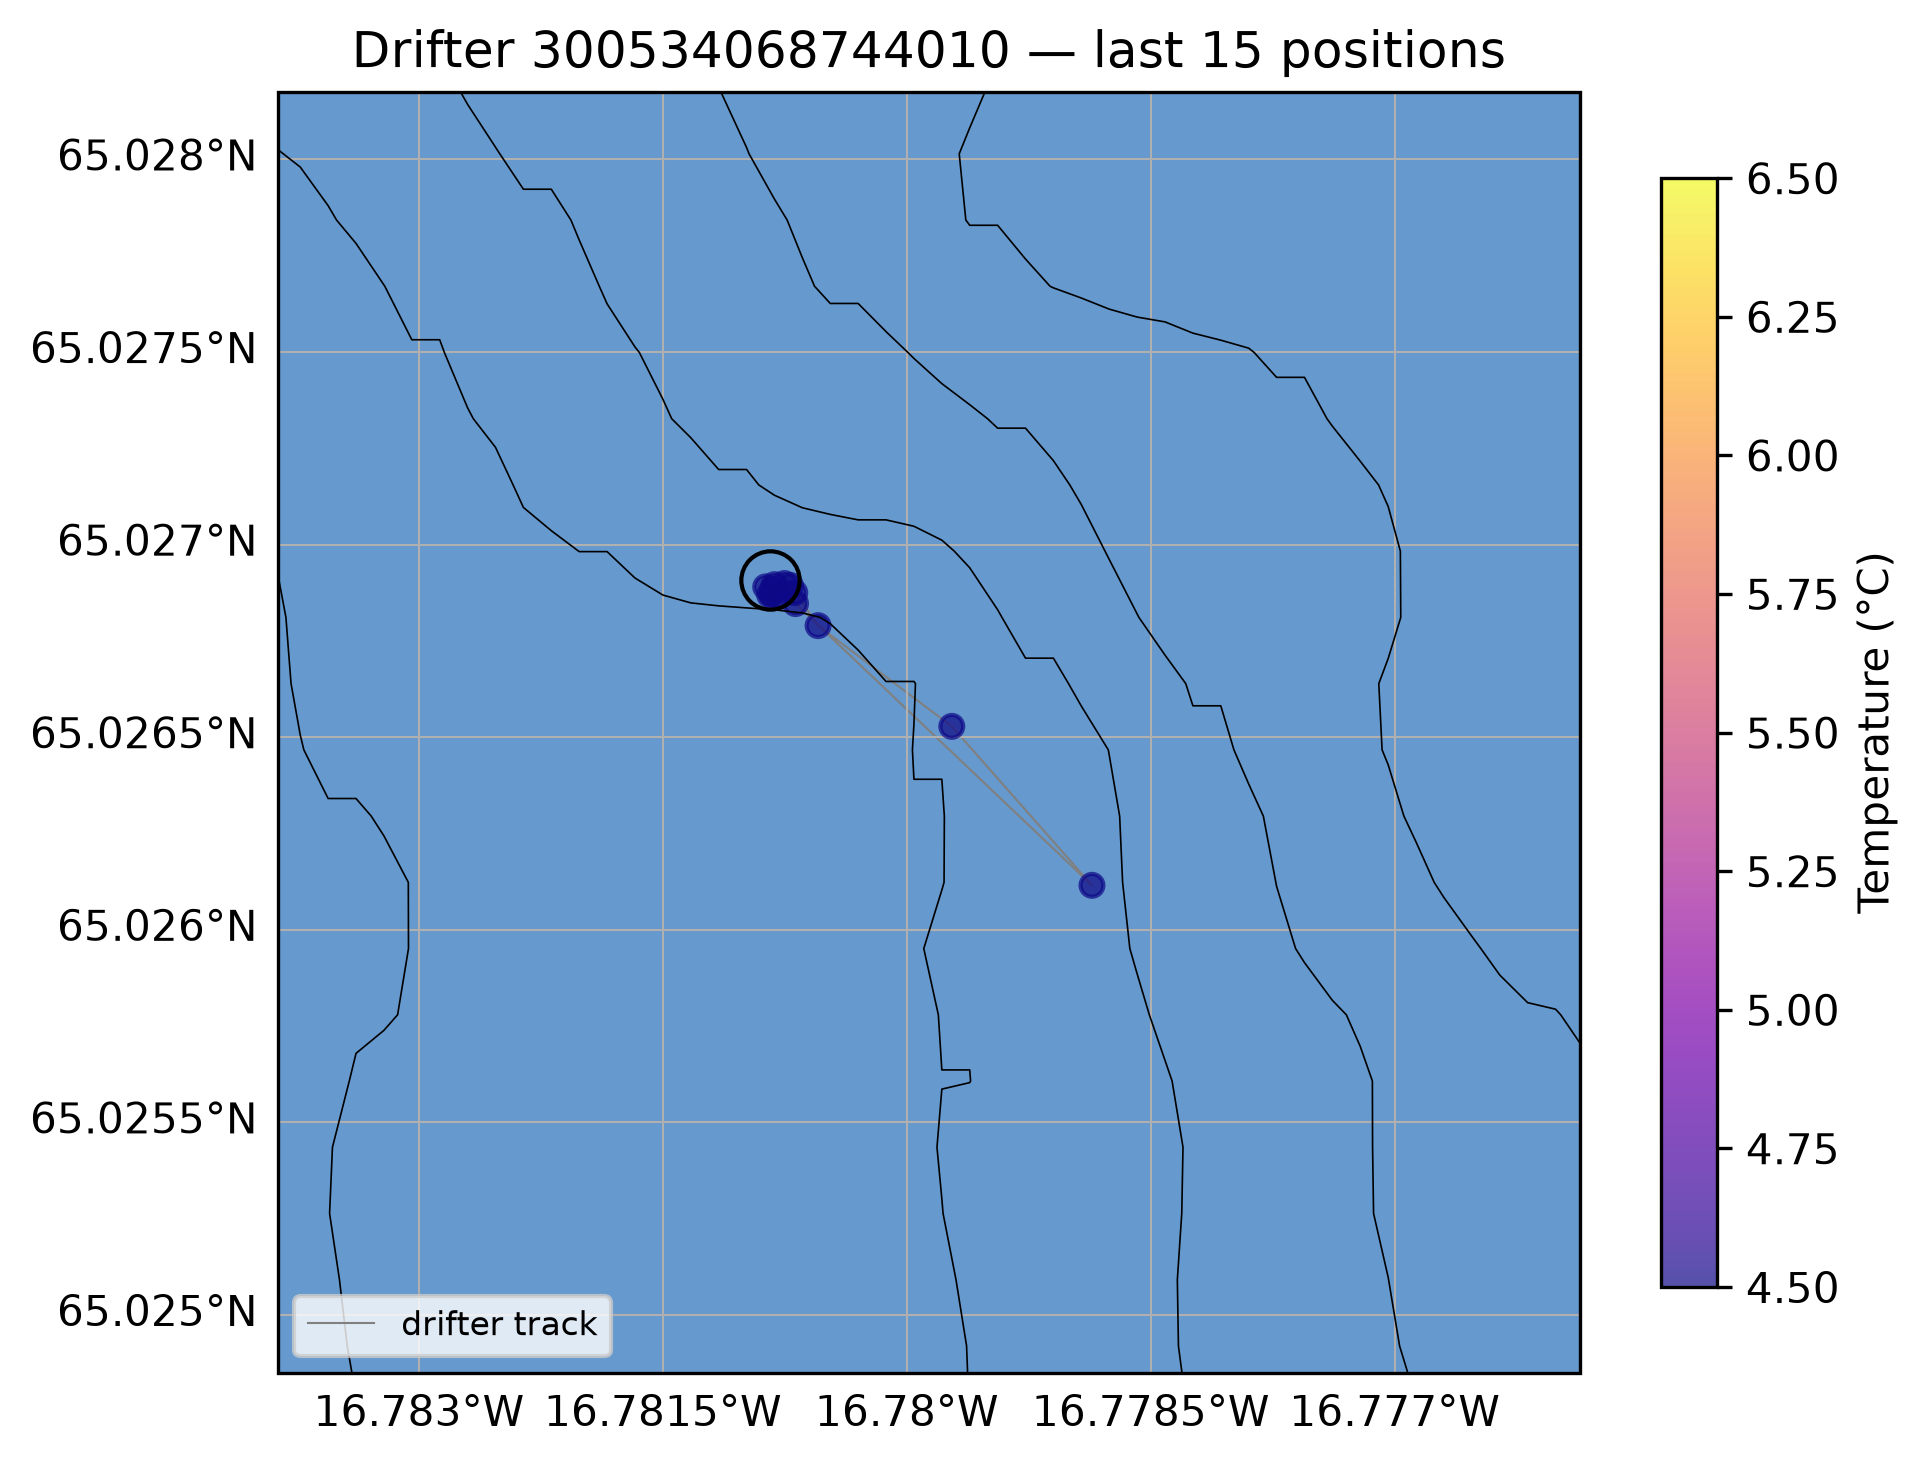 Drifter 300534068744010 — last 15 positions
65.028°N
65.0275°N
65.027°N
65.0265°N
65.026°N
65.0255°N
65.025°N
16.783°W 16.7815°W 16.78°W 16.7785°W 16.777°W
drifter track
6.50
6.25
6.00
5.75
5.50
5.25
5.00
4.75
4.50
Temperature (°C)